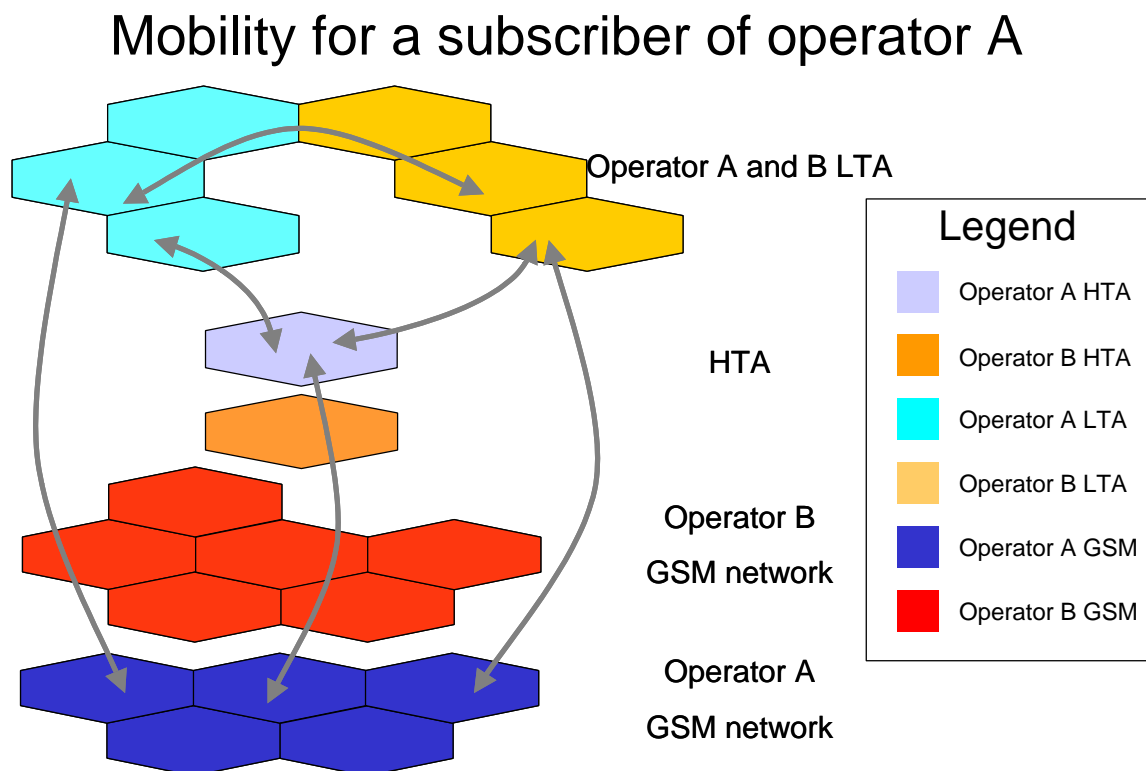 Mobility for a subscriber of operator A
Operator A and B LTA
HTA
Operator B
GSM network
Operator A
GSM network
Legend
Operator A HTA
Operator B HTA
Operator A LTA
Operator B LTA
Operator A GSM
Operator B GSM